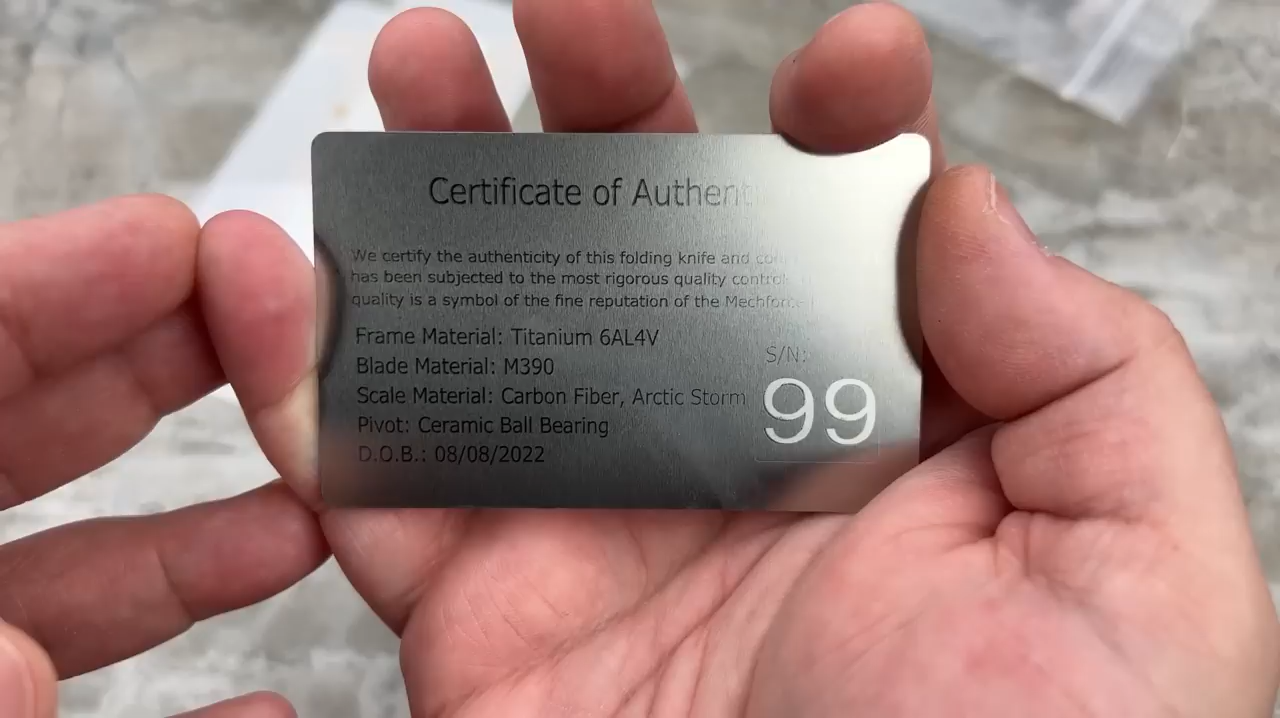 Certificate of Authenti
We certify the authenticity of this folding knife and
has been subjected to the most rigorous quality control
quality is a symbol of the fine reputation of the Mechforce
Frame Material: Titanium 6AL4V
Blade Material: M390
S/N:
Scale Material: Carbon Fiber, Arctic Storm
99
Pivot: Ceramic Ball Bearing
D.O.B.: 08/08/2022